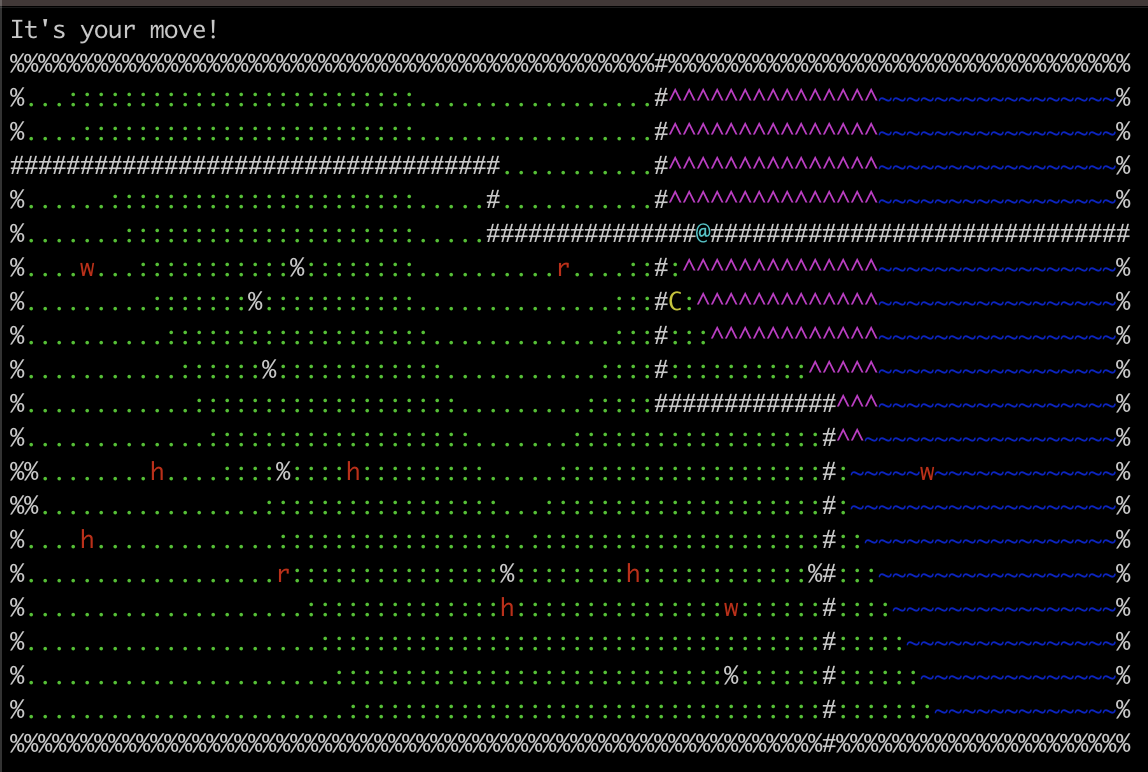 It's your move!
%%%%%%%%%%%%%%%%%%%%%%%%%%%%%%%%%%%%%%%%%%%%%%#%%%%%%%%%%%%%%%%%%%%%%%%%%%%%%%%%
%...:::::::::::::::::::::::::.................#^^^^^^^^^^^^^^^~~~~~~~~~~~~~~~~~%
%....::::::::::::::::::::::::.................#^^^^^^^^^^^^^^^~~~~~~~~~~~~~~~~~%
###################################...........#^^^^^^^^^^^^^^^~~~~~~~~~~~~~~~~~%
%......::::::::::::::::::::::.....#...........#^^^^^^^^^^^^^^^~~~~~~~~~~~~~~~~~%
%.......:::::::::::::::::::::.....###############@##############################
%....w...:::::::::::%::::::::..........r....::#:^^^^^^^^^^^^^^~~~~~~~~~~~~~~~~~%
%.........:::::::%:::::::::::..............:::#C:^^^^^^^^^^^^^~~~~~~~~~~~~~~~~~%
%..........:::::::::::::::::::.............:::#:::^^^^^^^^^^^^~~~~~~~~~~~~~~~~~%
%...........::::::%::::::::::::...........::::#::::::::::^^^^^~~~~~~~~~~~~~~~~~%
%............:::::::::::::::::::.........:::::#############^^^~~~~~~~~~~~~~~~~~%
%.............:::::::::::::::::::.......::::::::::::::::::#^^~~~~~~~~~~~~~~~~~~%
%%........h....::::%::::h:::::::::.....:::::::::::::::::::#:~~~~~w~~~~~~~~~~~~~%
%%................:::::::::::::::::...::::::::::::::::::::#:~~~~~~~~~~~~~~~~~~~%
%....h.............:::::::::::::::::.:::::::::::::::::::::#::~~~~~~~~~~~~~~~~~~%
%..................r:::::::::::::::%::::::::h::::::::::::%#:::~~~~~~~~~~~~~~~~~%
%....................::::::::::::::h:::::::::::::::w::::::#::::~~~~~~~~~~~~~~~~%
%.....................::::::::::::::::::::::::::::::::::::#:::::~~~~~~~~~~~~~~~%
%......................::::::::::::::::::::::::::::%::::::#::::::~~~~~~~~~~~~~~%
%.......................::::::::::::::::::::::::::::::::::#:::::::~~~~~~~~~~~~~%
%%%%%%%%%%%%%%%%%%%%%%%%%%%%%%%%%%%%%%%%%%%%%%%%%%%%%%%%%%#%%%%%%%%%%%%%%%%%%%%%